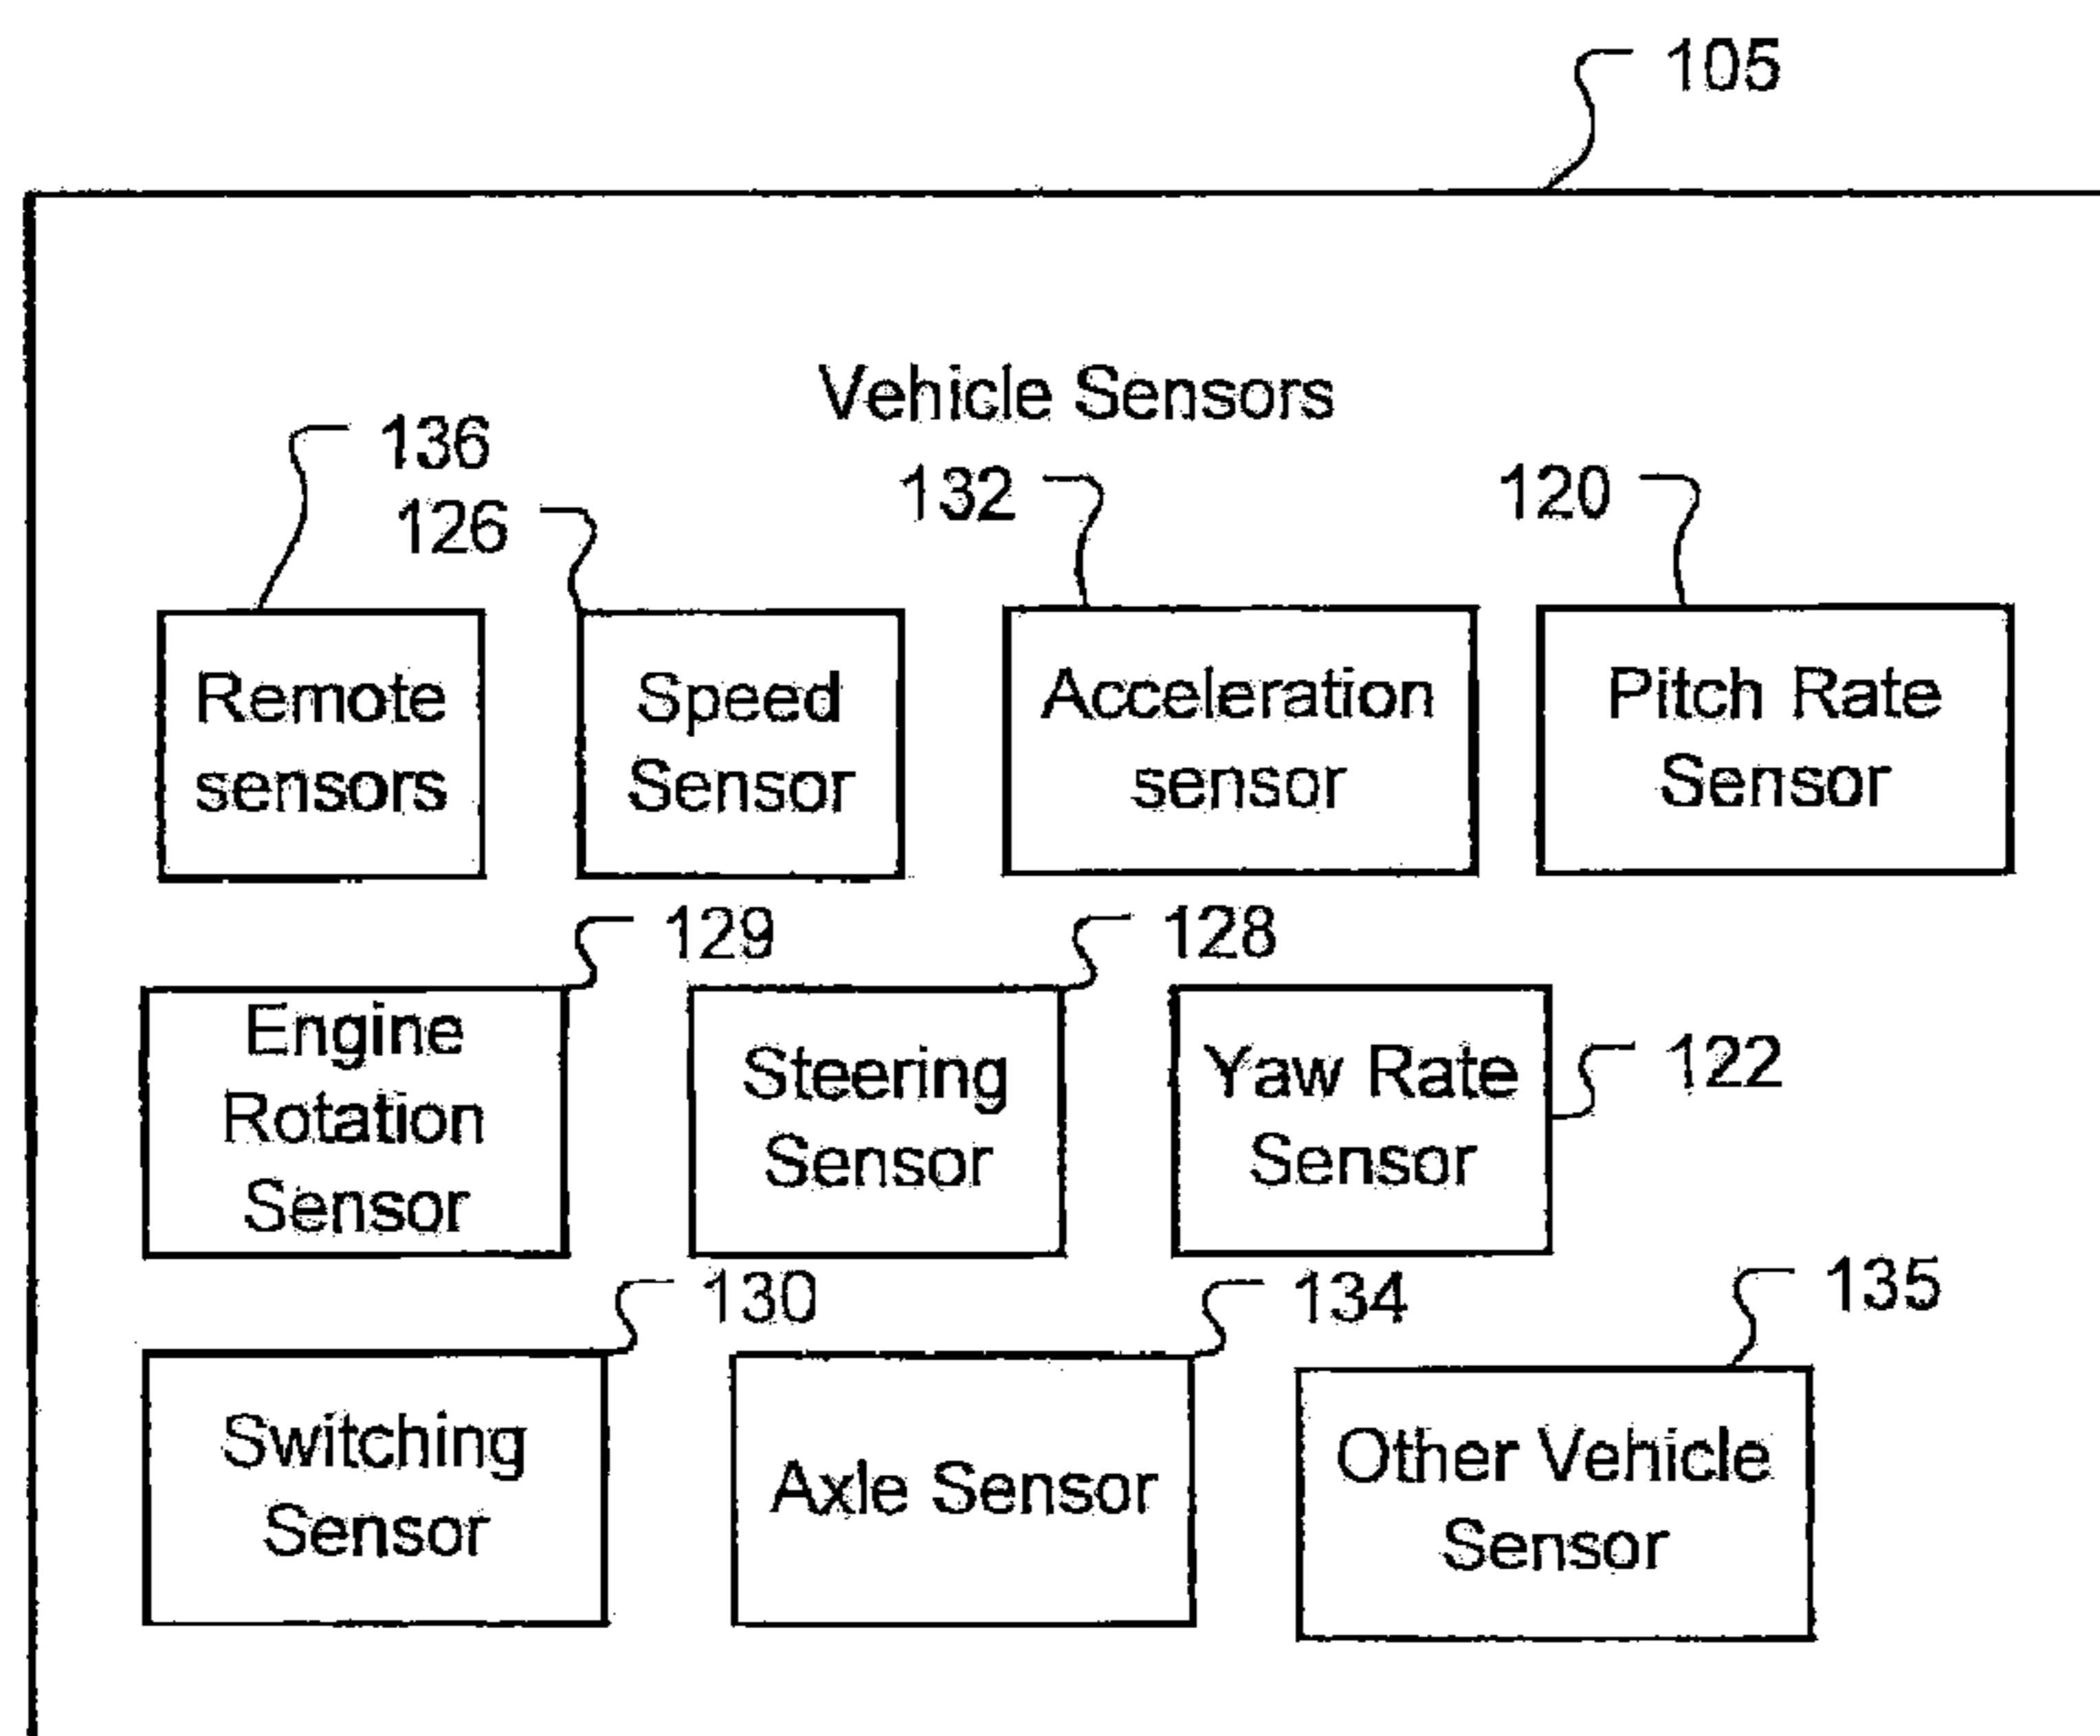 105
Vehicle Sensors
136
126
132
120
Remote
sensors
Speed
Sensor
Acceleration
sensor
Pitch Rate
Sensor
129
128
122
Engine
Rotation
Sensor
Steering
Sensor
Yaw Rate
Sensor
130
134
135
Switching
Sensor
Axle Sensor
Other Vehicle
Sensor